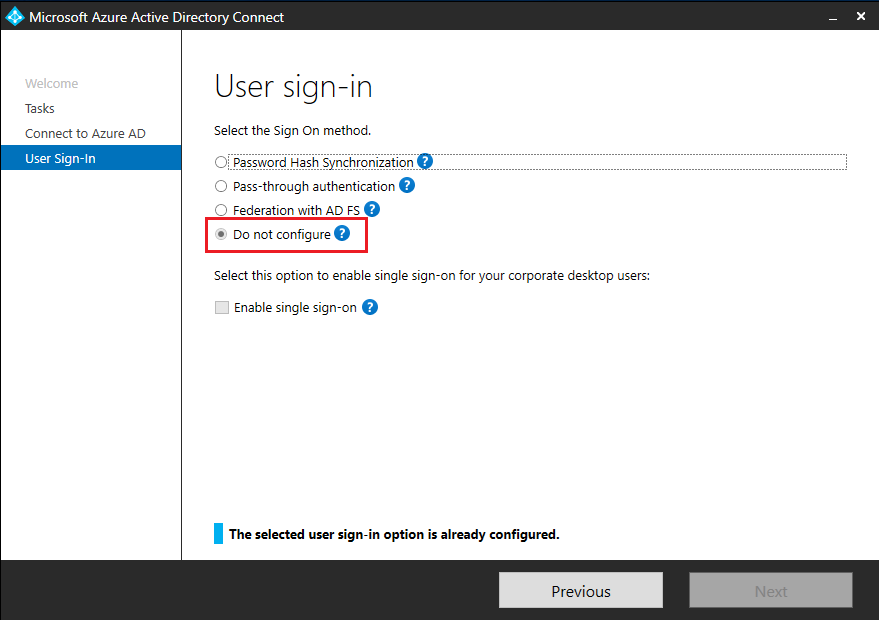 Microsoft Azure Active Directory Connect
Welcome
Tasks
Connect to Azure AD
User Sign-In
User sign-in
Select the Sign On method.
Password Hash Synchronization ?
Pass-through authentication ?
Federation with AD FS ?
Do not configure ?
Select this option to enable single sign-on for your corporate desktop users:
Enable single sign-on ?
The selected user sign-in option is already configured.
Previous
Next